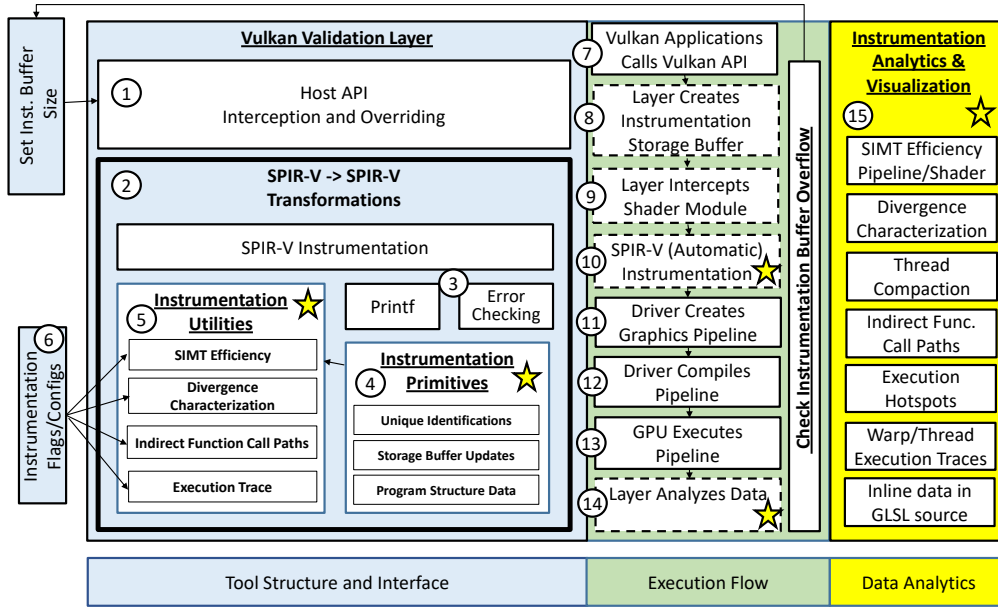 Set Inst. Buffer
Size
Vulkan Validation Layer
1
Host API
Interception and Overriding
2
SPIR-V -> SPIR-V
Transformations
SPIR-V Instrumentation
3
Printf
Error
Checking
5
Instrumentation
Utilities
SIMT Efficiency
Divergence
Characterization
Indirect Function Call Paths
Execution Trace
4
Instrumentation
Primitives
Unique Identifications
Storage Buffer Updates
Program Structure Data
6
Instrumentation
Flags/Configs
7
Vulkan Applications
Calls Vulkan API
8
Layer Creates
Instrumentation
Storage Buffer
9
Layer Intercepts
Shader Module
10
SPIR-V (Automatic)
Instrumentation
11
Driver Creates
Graphics Pipeline
12
Driver Compiles
Pipeline
13
GPU Executes
Pipeline
14
Layer Analyzes Data
Check Instrumentation Buffer Overflow
Instrumentation
Analytics &
Visualization
15
SIMT Efficiency
Pipeline/Shader
Divergence
Characterization
Thread
Compaction
Indirect Func.
Call Paths
Execution
Hotspots
Warp/Thread
Execution Traces
Inline data in
GLSL source
Tool Structure and Interface
Execution Flow
Data Analytics